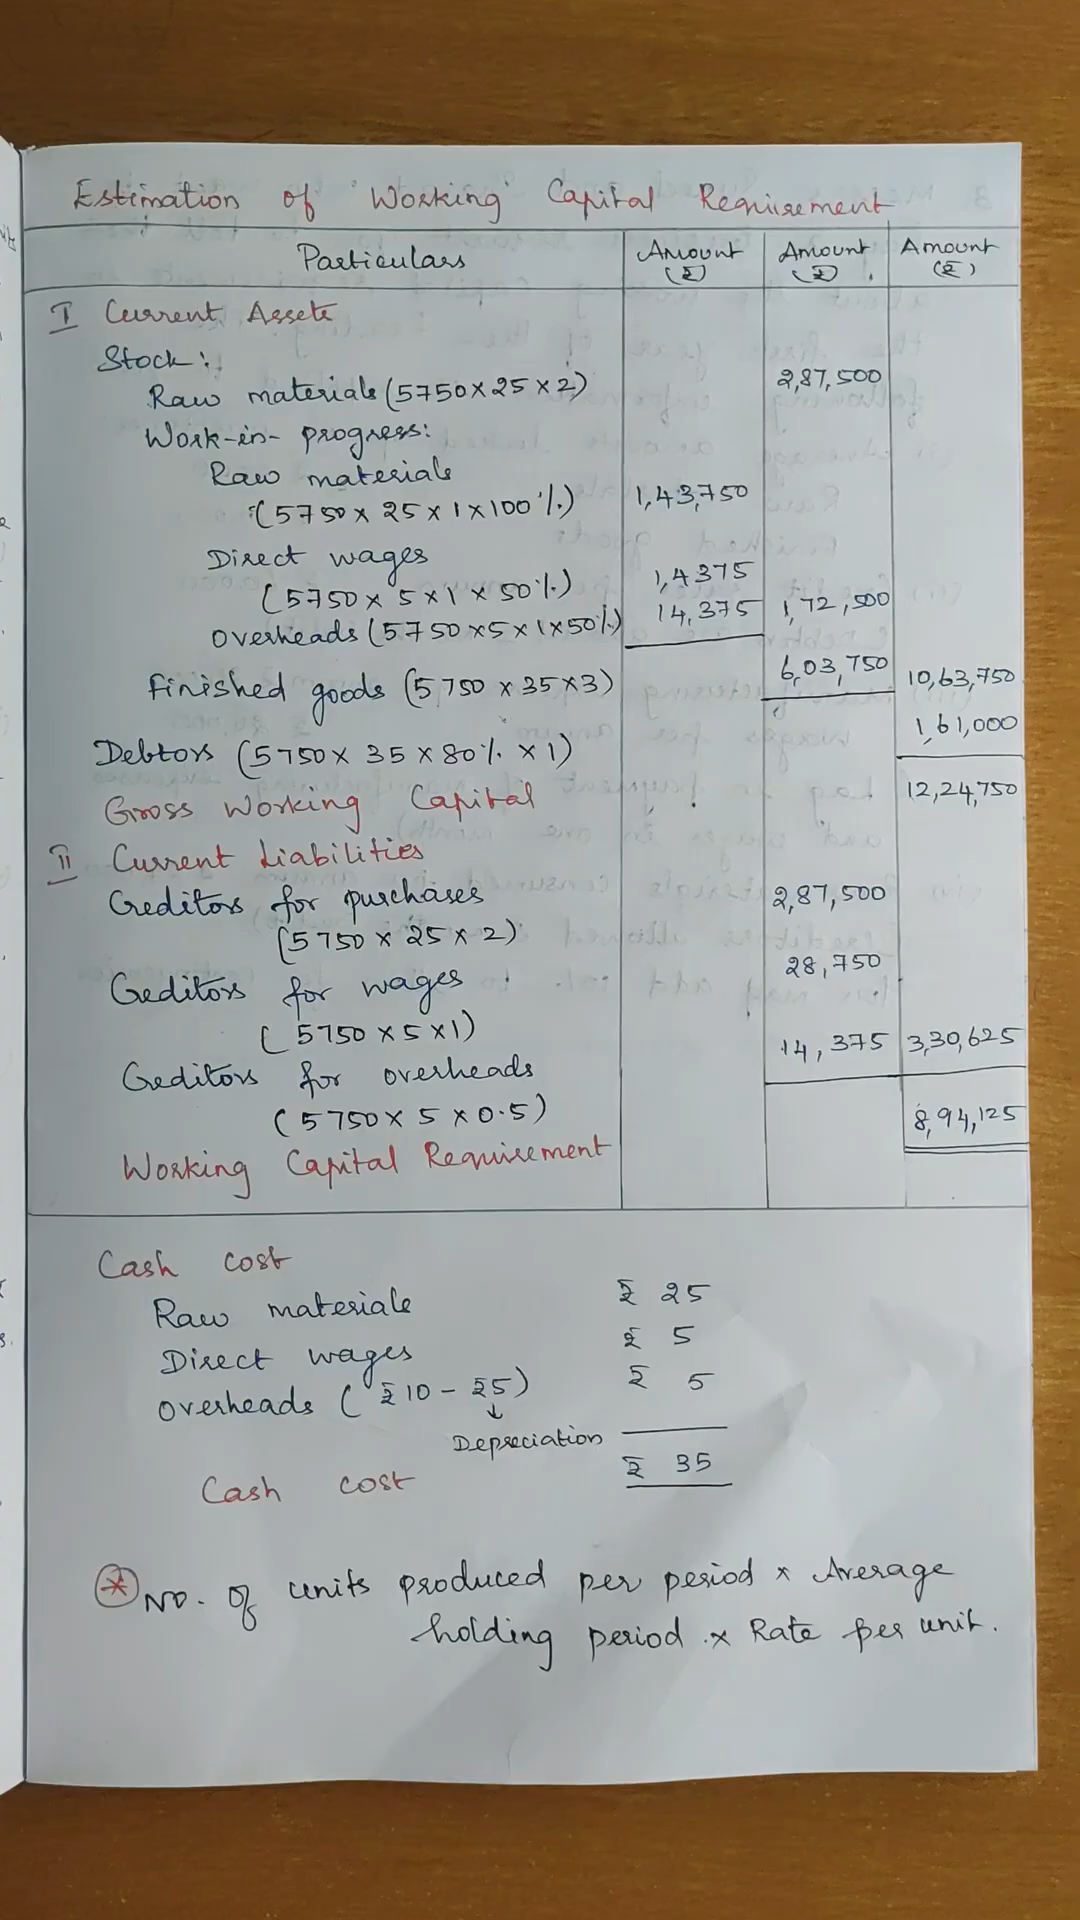 Estimation of Working Capital Requirement
Particulars Amount (₹) Amount (₹) Amount (₹)
I Current Assets
Stock:
Raw materials (5750 x 25 x 2) 2,87,500
Work-in-progress:
Raw materials
(5750 x 25 x 1 x 100%) 1,43,750
Direct wages
(5750 x 5 x 1 x 50%) 1,4375
overheads (5750 x 5 x 1 x 50%) 14,375 1,72,500
Finished goods (5750 x 35 x 3) 6,03,750 10,63,750
Debtors (5750 x 35 x 80% x 1) 1,61,000
Gross Working Capital 12,24,750
II Current Liabilities
Creditors for purchases 2,87,500
(5750 x 25 x 2)
Creditors for wages 28,750
(5750 x 5 x 1)
Creditors for overheads 14,375 3,30,625
(5750 x 5 x 0.5)
Working Capital Requirement 8,94,125
Cash cost
Raw materials ₹ 25
Direct wages ₹ 5
overheads (₹10 - ₹5) ₹ 5
↓
Depreciation
Cash cost ₹ 35
* No. of units produced per period x Average
holding period x Rate per unit.